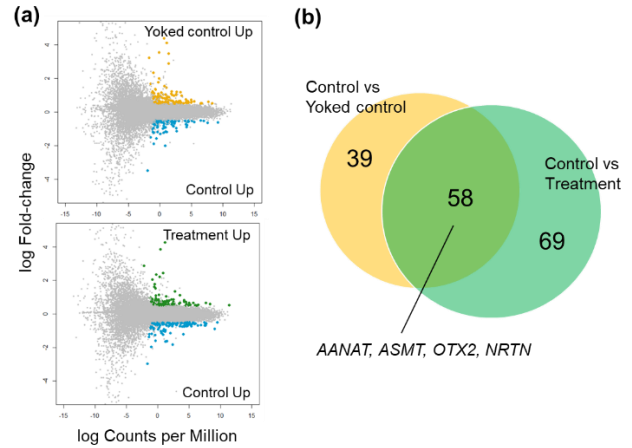 (a)
Yoked control Up
4
2
0
-2
-4
Control Up
-15
-10
-5
0
5
10
15
Treatment Up
4
2
0
-2
-4
Control Up
-15
-10
-5
0
5
10
15
log Fold-change
log Counts per Million
(b)
Control vs
Yoked control
39
58
Control vs
Treatment
69
AANAT, ASMT, OTX2, NRTN